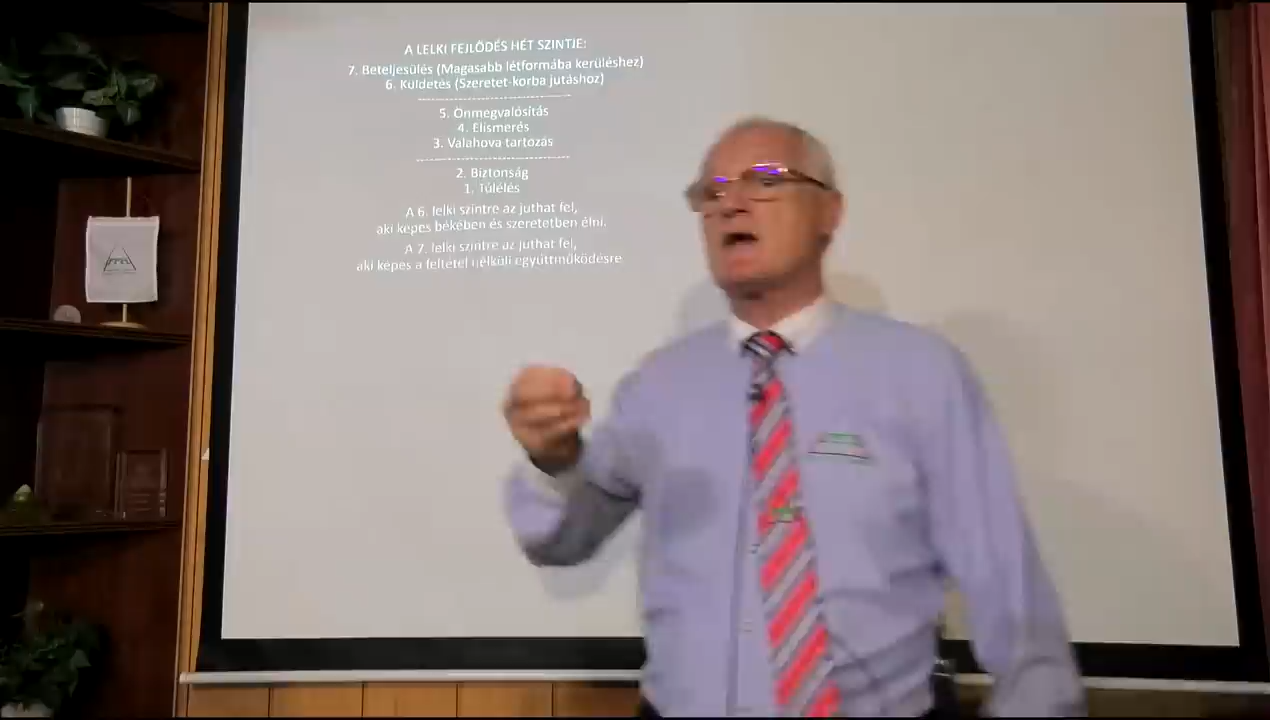 A LELKI FEJLŐDÉS HÉT SZINTJE:
7. Beteljesülés (Magasabb létformába kerüléshez)
6. Küldetés (Szeretet-korba jutáshoz)
5. Önmegvalósítás
4. Elismerés
3. Valahova tartozás
2. Biztonság
1. Túlélés
A 6. lelki szintre az juthat fel,
aki képes békében és szeretetben élni.
A 7. lelki szintre az juthat fel,
aki képes a feltétel nélküli együttműködésre